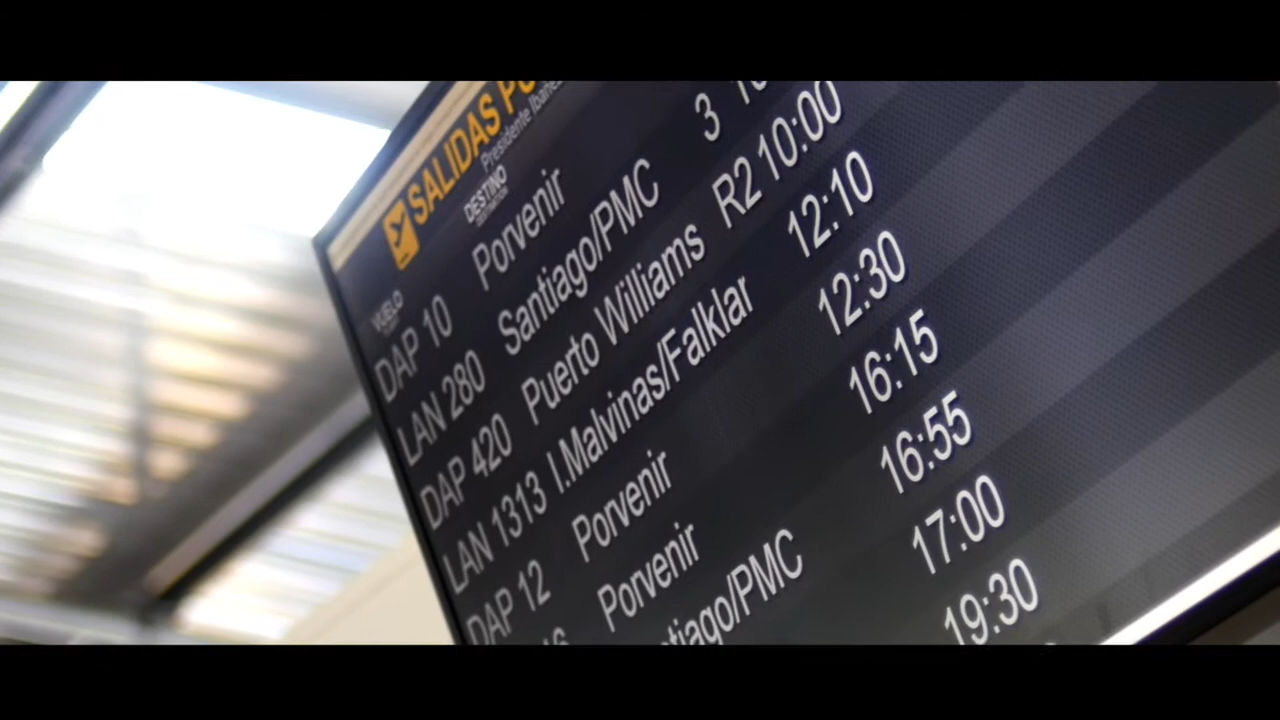 SALIDAS
Presidente
VUELO DESTINO
DAP 10 Porvenir
LAN 280 Santiago/PMC 3
DAP 420 Puerto Williams R2 10:00
LAN 1313 I.Malvinas/Falklar 12:10
DAP 12 Porvenir 12:30
Porvenir 16:15
tiago/PMC 16:55
17:00
19:30